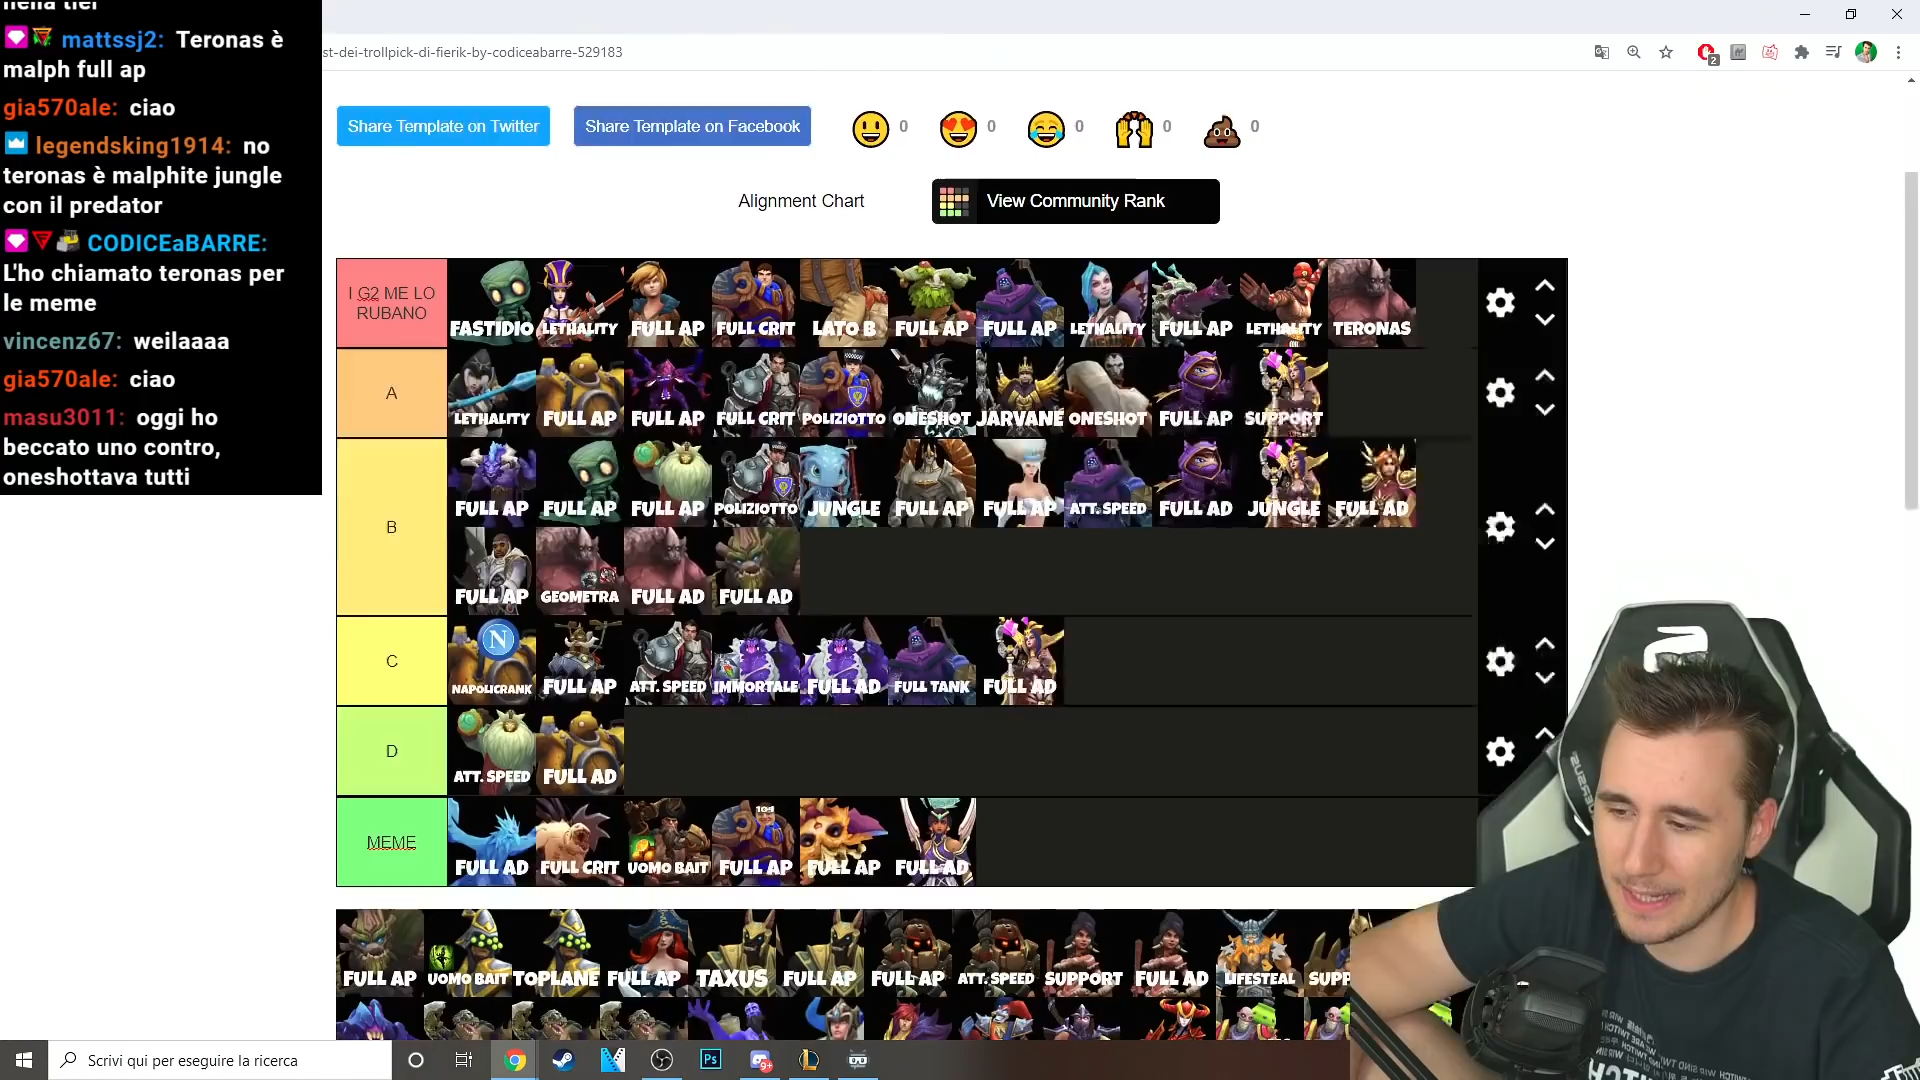 nella tier
mattssj2: Teronas è
malph full ap
gia570ale: ciao
legendsking1914: no
teronas è malphite jungle
con il predator
CODICEaBARRE:
L'ho chiamato teronas per
le meme
vincenz67: weilaaa
gia570ale: ciao
masu3011: oggi ho
beccato uno contro,
oneshottava tutti
st-dei-trollpick-di-fierik-by-codiceabarre-529183
2
Share Template on Twitter
Share Template on Facebook
0
0
0
0
0
Alignment Chart
View Community Rank
I G2 ME LO
RUBANO
FASTIDIO LETHALITY FULL AP FULL CRIT LATO B FULL AP FULL AP LETHALITY FULL AP LETHALITY TERONAS
A
LETHALITY FULL AP FULL AP FULL CRIT POLIZIOTTO ONESHOT JARVANE ONESHOT FULL AP SUPPORT
B
FULL AP FULL AP FULL AP POLIZIOTTO JUNGLE FULL AP FULL AP ATT. SPEED FULL AD JUNGLE FULL AD
FULL AP GEOMETRA FULL AD FULL AD
C
N
NAPOLICRANK FULL AP ATT. SPEED IMMORTALE FULL AD FULL TANK FULL AD
D
ATT. SPEED FULL AD
MEME
FULL AD FULL CRIT UOMO BAIT FULL AP FULL AP FULL AD
FULL AP UOMO BAIT TOPLANE FULL AP TAXUS FULL AP FULL AP ATT. SPEED SUPPORT FULL AD LIFESTEAL SUPP
Scrivi qui per eseguire la ricerca
Ps
9+